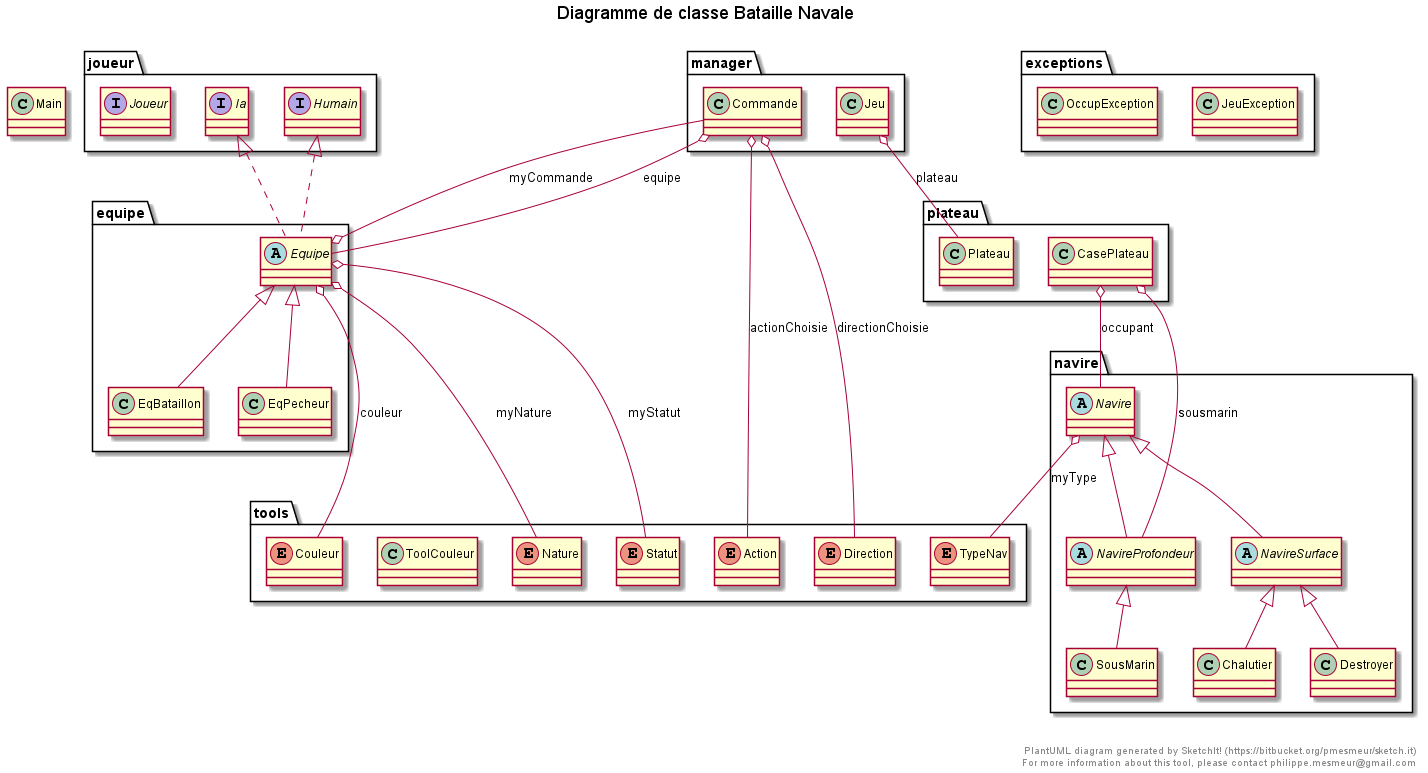 Diagramme de classe Bataille Navale
joueur
manager
exceptions
C Main
I Joueur
I Ia
I Humain
C Commande
C Jeu
C OccupException
C JeuException
myCommande
equipe
plateau
equipe
plateau
A Equipe
C Plateau
C CasePlateau
actionChoisie
directionChoisie
occupant
navire
C EqBataillon
C EqPecheur
couleur
myNature
myStatut
A Navire
sousmarin
myType
tools
E Couleur
C ToolCouleur
E Nature
E Statut
E Action
E Direction
E TypeNav
A NavireProfondeur
A NavireSurface
C SousMarin
C Chalutier
C Destroyer
PlantUML diagram generated by SketchIt! (https://bitbucket.org/pmesmeur/sketch.it)
For more information about this tool, please contact philippe.mesmeur@gmail.com